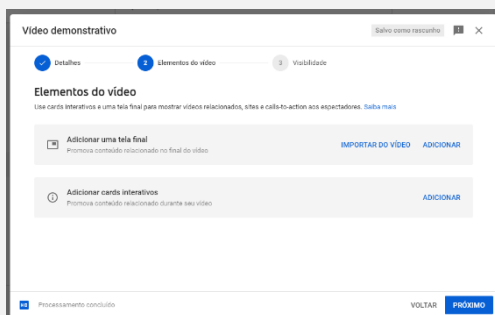 Vídeo demonstrativo
Salvo como rascunho
Detalhes
2 Elementos do vídeo
3 Visibilidade
Elementos do vídeo
Use cards interativos e uma tela final para mostrar vídeos relacionados, sites e calls-to-action aos espectadores. Saiba mais
Adicionar uma tela final
Promova conteúdo relacionado no final do vídeo
IMPORTAR DO VÍDEO ADICIONAR
Adicionar cards interativos
Promova conteúdo relacionado durante seu vídeo
ADICIONAR
HD Processamento concluído
VOLTAR PRÓXIMO